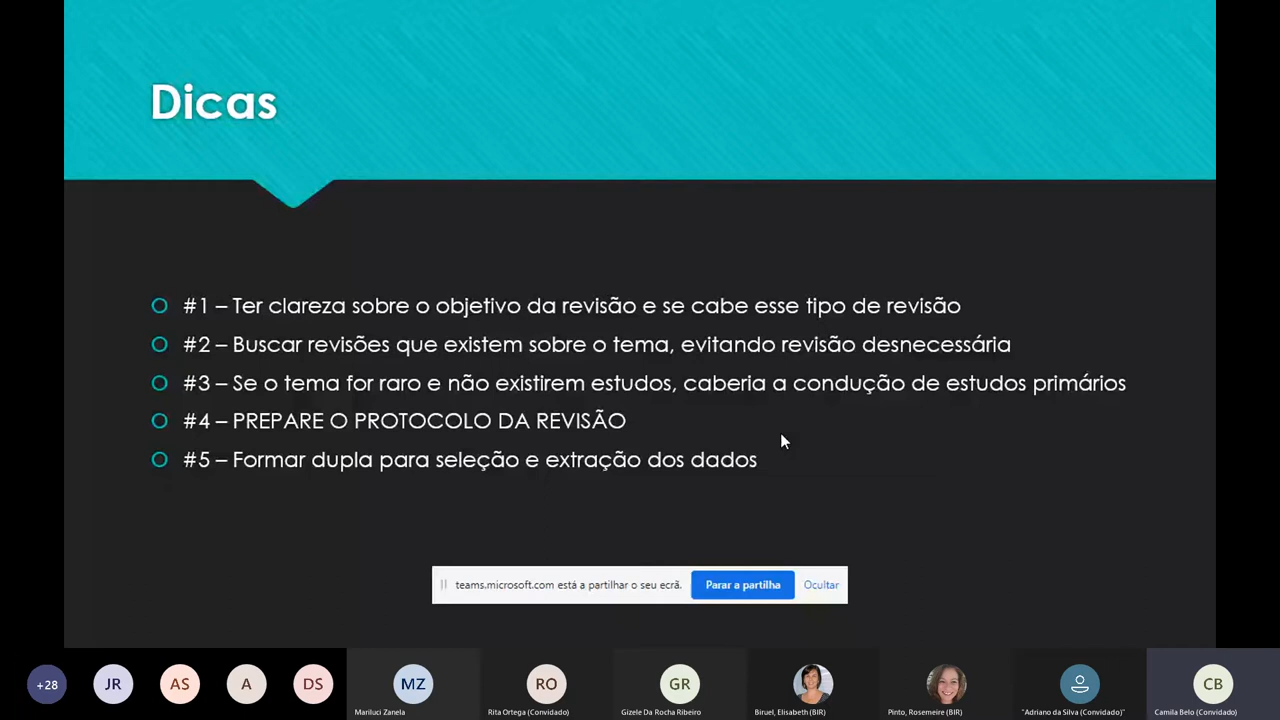 Dicas
#1 – Ter clareza sobre o objetivo da revisão e se cabe esse tipo de revisão
#2 – Buscar revisões que existem sobre o tema, evitando revisão desnecessária
#3 – Se o tema for raro e não existirem estudos, caberia a condução de estudos primários
#4 – PREPARE O PROTOCOLO DA REVISÃO
#5 – Formar dupla para seleção e extração dos dados
teams.microsoft.com está a partilhar o seu ecrã. Parar a partilha Ocultar
+28 JR AS A DS MZ RO GR CB
Mariluci Zanela Rita Ortega (Convidado) Gizele Da Rocha Ribeiro Biruel, Elisabeth (BIR) Pinto, Rosemeire (BIR) "Adriano da Silva (Convidado)" Camila Belo (Convidado)